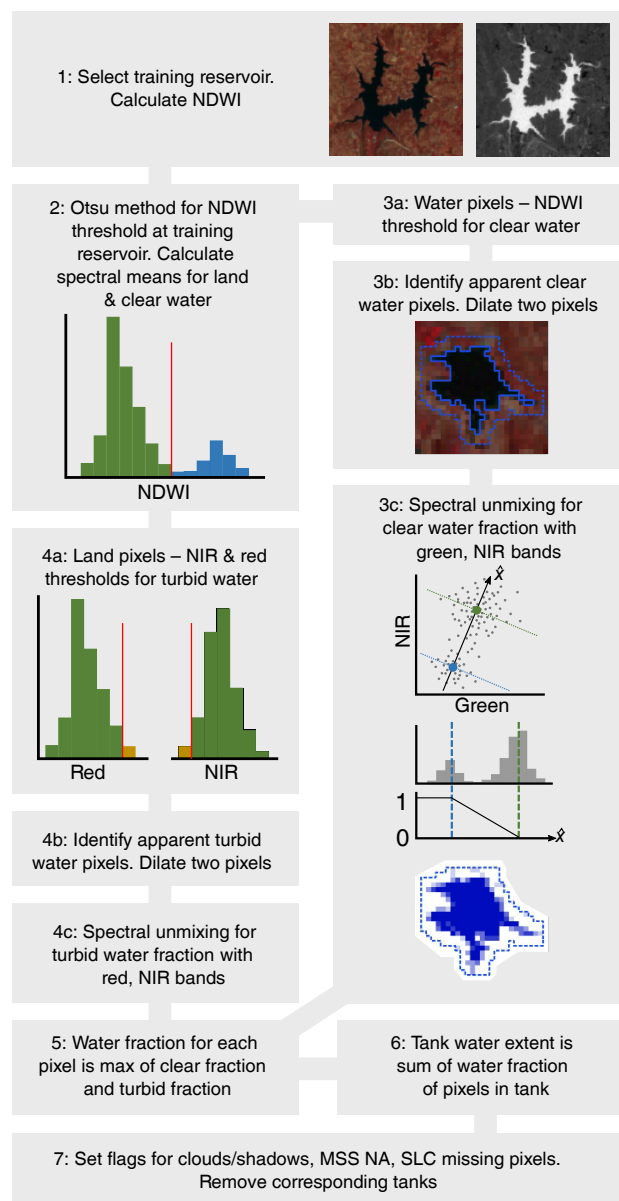 1: Select training reservoir.
Calculate NDWI
2: Otsu method for NDWI
threshold at training
reservoir. Calculate
spectral means for land
& clear water
NDWI
3a: Water pixels – NDWI
threshold for clear water
3b: Identify apparent clear
water pixels. Dilate two pixels
3c: Spectral unmixing for
clear water fraction with
green, NIR bands
x̂
NIR
Green
1
0
x̂
4a: Land pixels – NIR & red
thresholds for turbid water
Red
NIR
4b: Identify apparent turbid
water pixels. Dilate two pixels
4c: Spectral unmixing for
turbid water fraction with
red, NIR bands
5: Water fraction for each
pixel is max of clear fraction
and turbid fraction
6: Tank water extent is
sum of water fraction
of pixels in tank
7: Set flags for clouds/shadows, MSS NA, SLC missing pixels.
Remove corresponding tanks